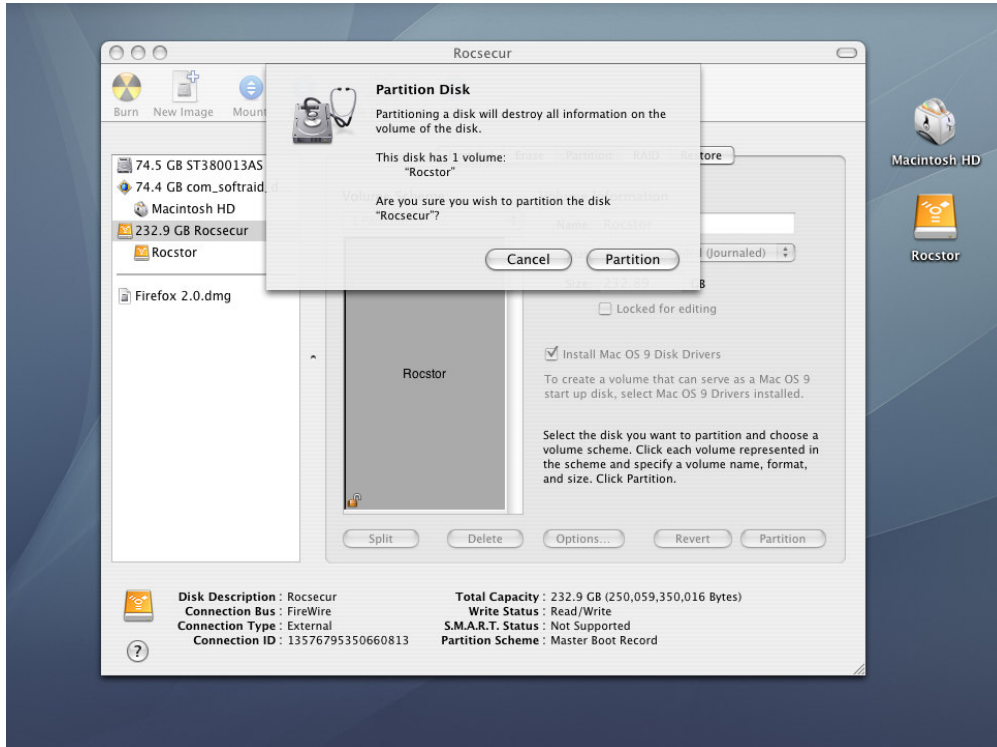 Rocsecur
Burn
New Image
Mount
Partition Disk
Partitioning a disk will destroy all information on the
volume of the disk.
This disk has 1 volume:
“Rocstor”
Are you sure you wish to partition the disk
“Rocsecur”?
Cancel
Partition
Erase
Partition
RAID
Restore
74.5 GB ST380013AS
74.4 GB com_softraid_d
Macintosh HD
232.9 GB Rocsecur
Rocstor
Firefox 2.0.dmg
Name: Rocstor
(Journaled)
GB
Locked for editing
Install Mac OS 9 Disk Drivers
To create a volume that can serve as a Mac OS 9
start up disk, select Mac OS 9 Drivers installed.
Rocstor
Select the disk you want to partition and choose a
volume scheme. Click each volume represented in
the scheme and specify a volume name, format,
and size. Click Partition.
Split
Delete
Options...
Revert
Partition
Disk Description : Rocsecur
Connection Bus : FireWire
Connection Type : External
Connection ID : 13576795350660813
Total Capacity : 232.9 GB (250,059,350,016 Bytes)
Write Status : Read/Write
S.M.A.R.T. Status : Not Supported
Partition Scheme : Master Boot Record
?
Macintosh HD
Rocstor